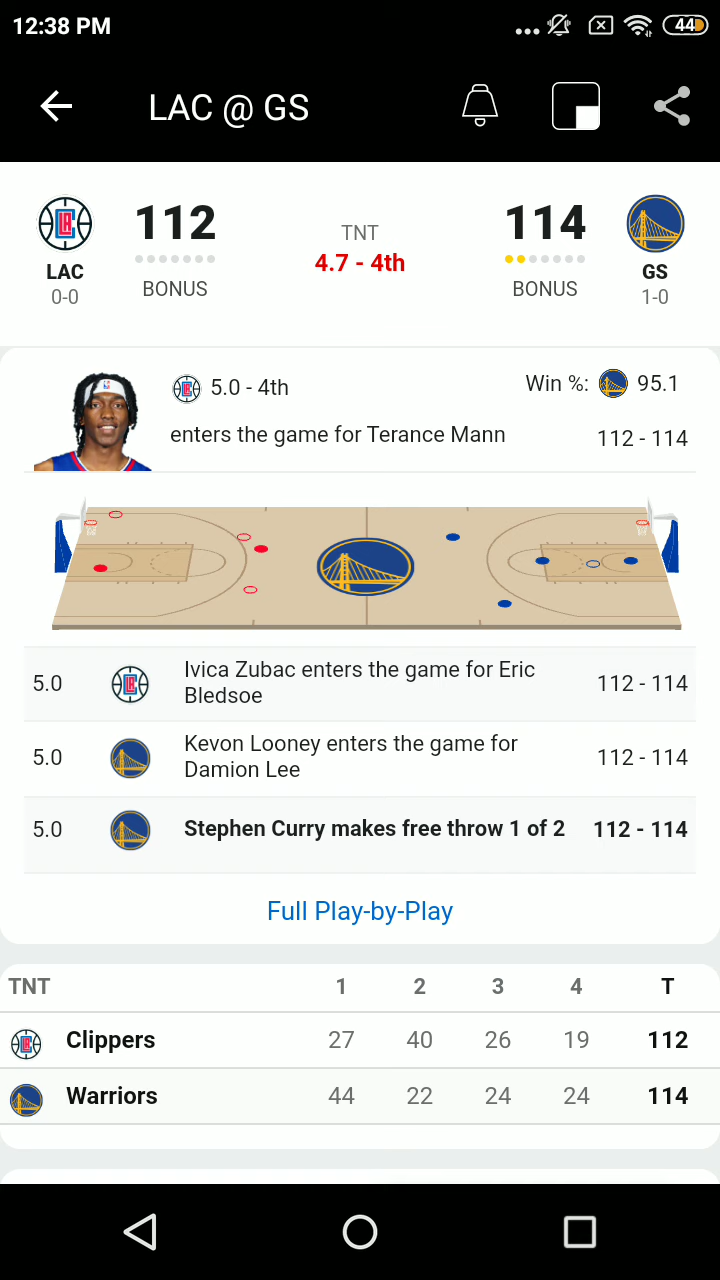 12:38 PM
44
LAC @ GS
112
TNT
114
4.7 - 4th
LAC
0-0
BONUS
BONUS
GS
1-0
5.0 - 4th
Win %: 95.1
enters the game for Terance Mann
112 - 114
5.0
Ivica Zubac enters the game for Eric
Bledsoe
112 - 114
5.0
Kevon Looney enters the game for
Damion Lee
112 - 114
5.0 Stephen Curry makes free throw 1 of 2 112 - 114
Full Play-by-Play
TNT 1 2 3 4 T
Clippers 27 40 26 19 112
Warriors 44 22 24 24 114